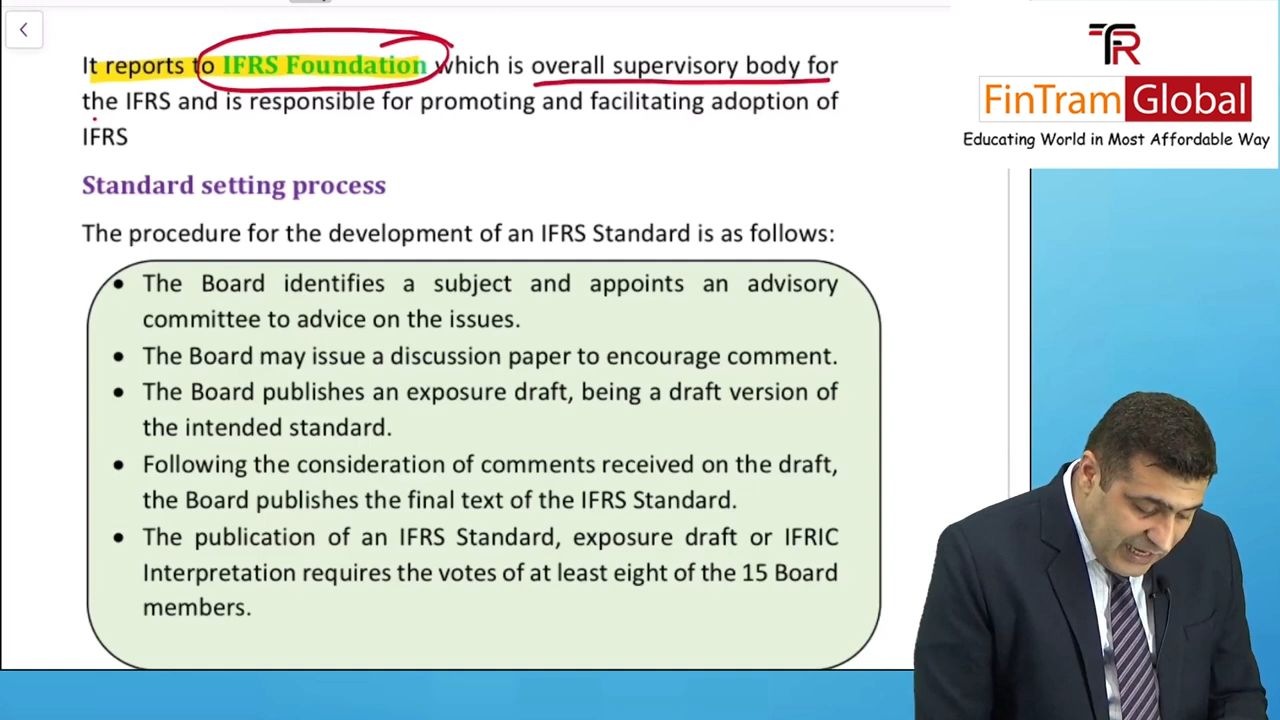 It reports to IFRS Foundation which is overall supervisory body for
the IFRS and is responsible for promoting and facilitating adoption of
IFRS
Standard setting process
The procedure for the development of an IFRS Standard is as follows:
• The Board identifies a subject and appoints an advisory
committee to advice on the issues.
• The Board may issue a discussion paper to encourage comment.
• The Board publishes an exposure draft, being a draft version of
the intended standard.
• Following the consideration of comments received on the draft,
the Board publishes the final text of the IFRS Standard.
• The publication of an IFRS Standard, exposure draft or IFRIC
Interpretation requires the votes of at least eight of the 15 Board
members.
FinTram Global
Educating World in Most Affordable Way